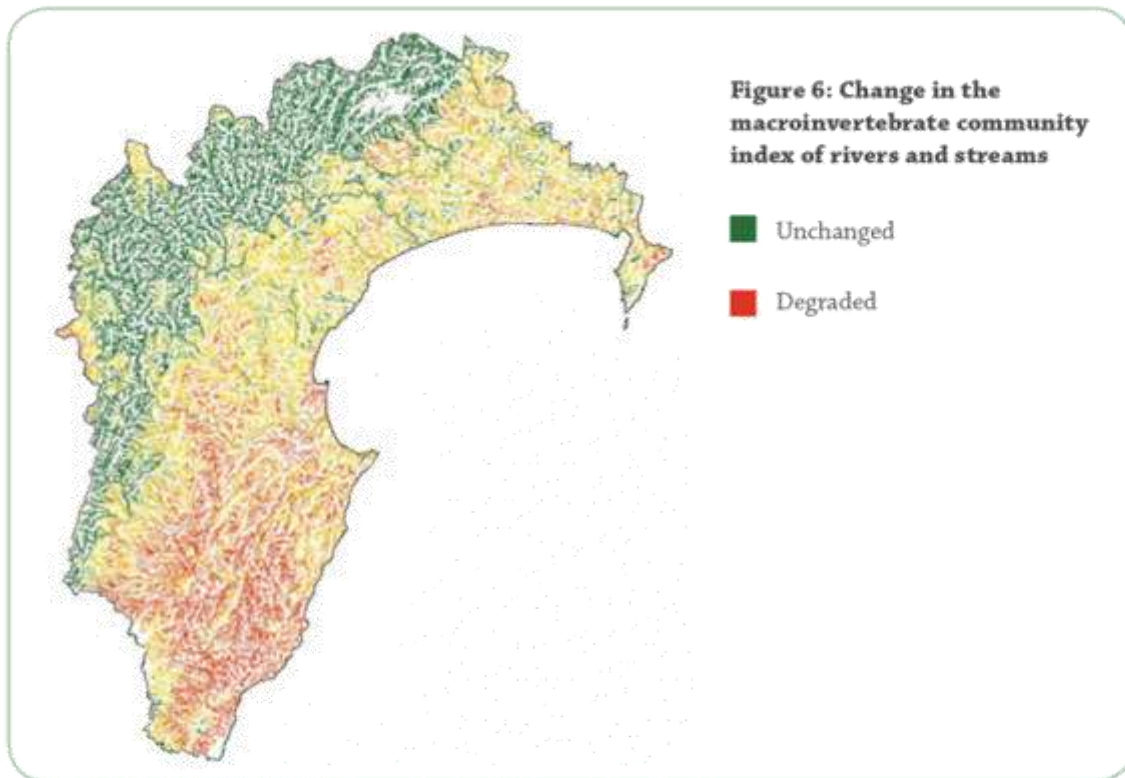 Figure 6: Change in the
macroinvertebrate community
index of rivers and streams
Unchanged
Degraded